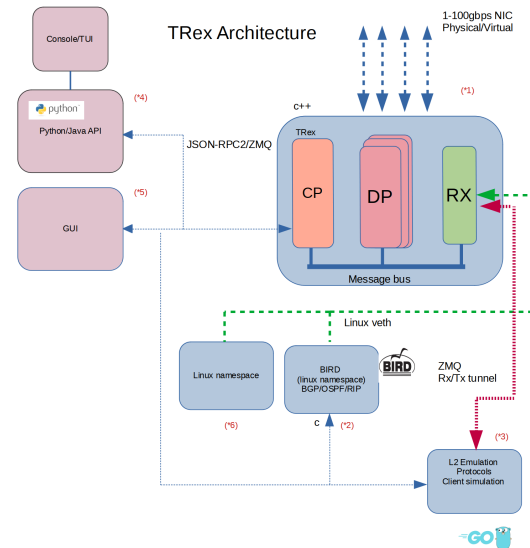 TRex Architecture
1-100gbps NIC
Physical/Virtual
Console/TUI
(*1)
(*4)
python
Python/Java API
c++
TRex
JSON-RPC2/ZMQ
CP
DP
RX
(*5)
GUI
Message bus
Linux veth
Linux namespace
BIRD
(linux namespace)
BGP/OSPF/RIP
BIRD
ZMQ
Rx/Tx tunnel
(*6)
c
(*2)
(*3)
L2 Emulation
Protocols
Client simulation
GO